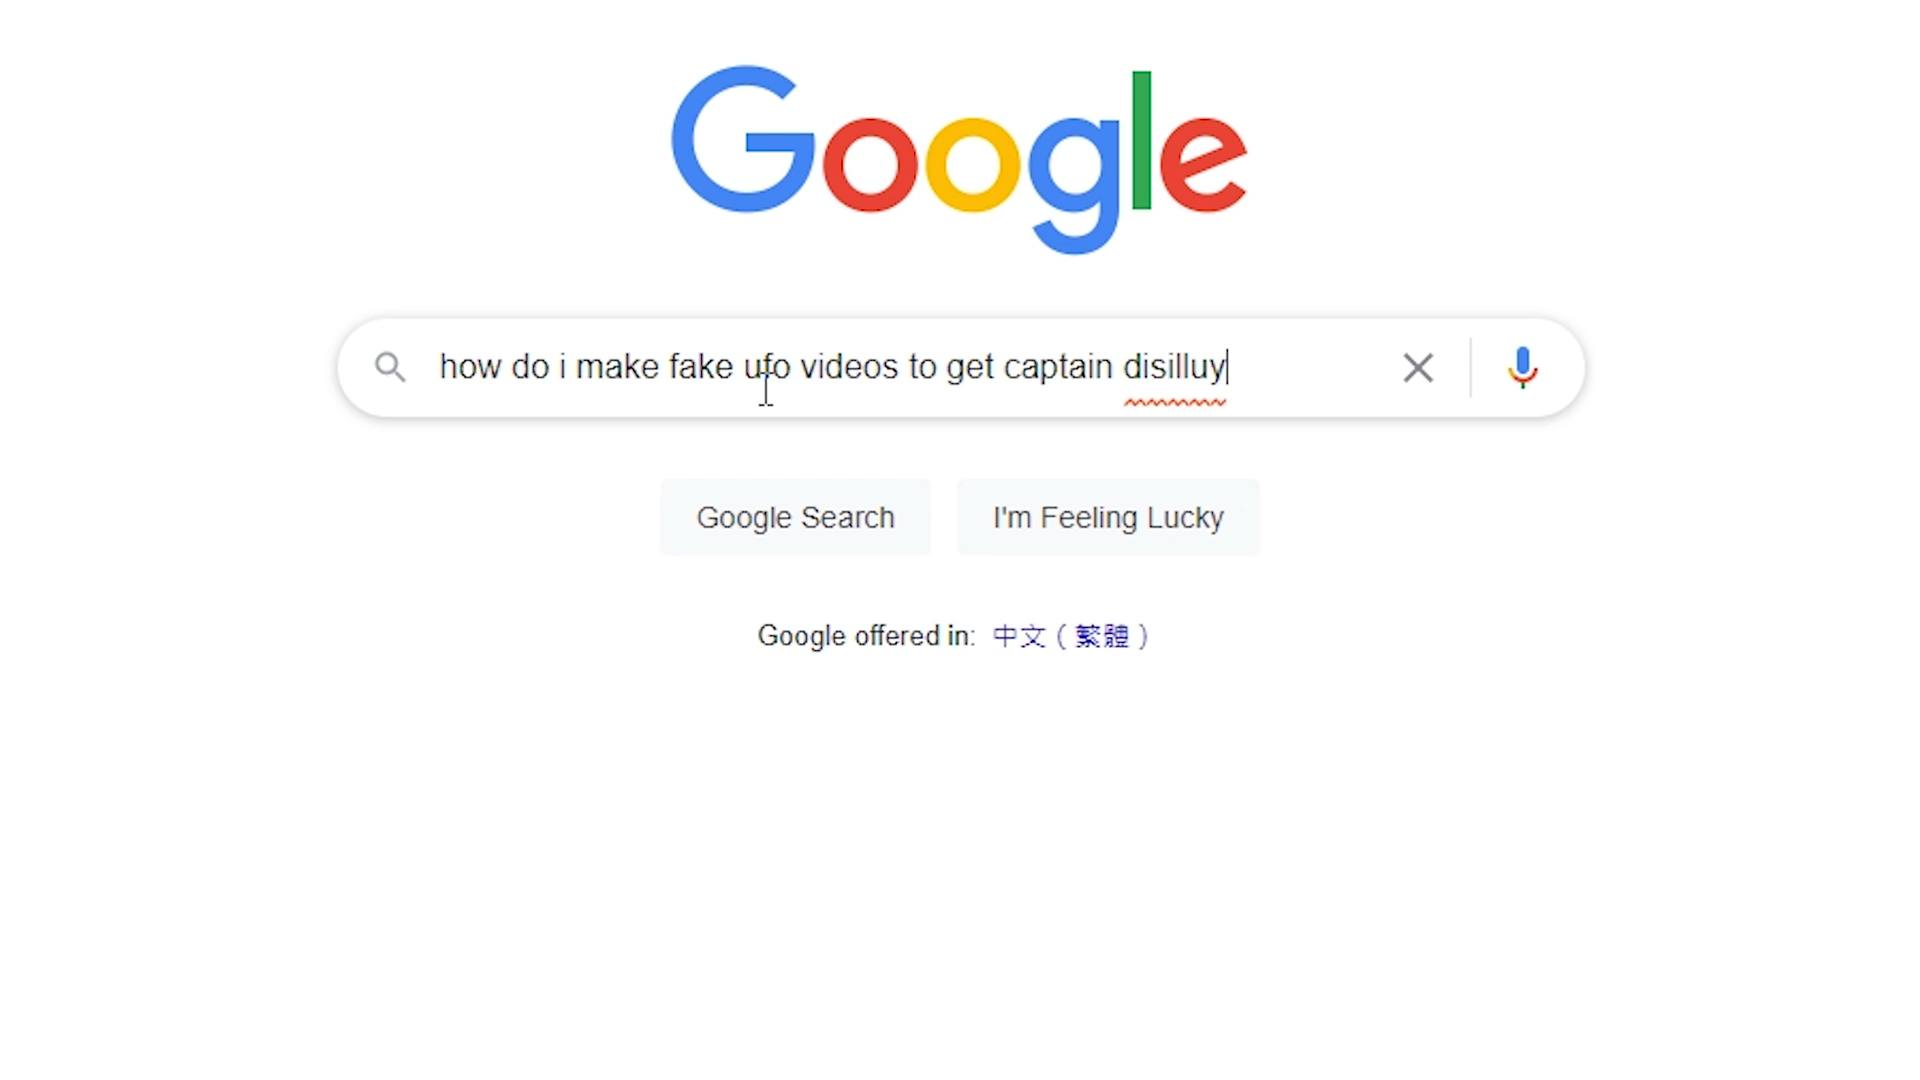 Google
how do i make fake ufo videos to get captain disilluy
Google Search
I'm Feeling Lucky
Google offered in: 中文（繁體）